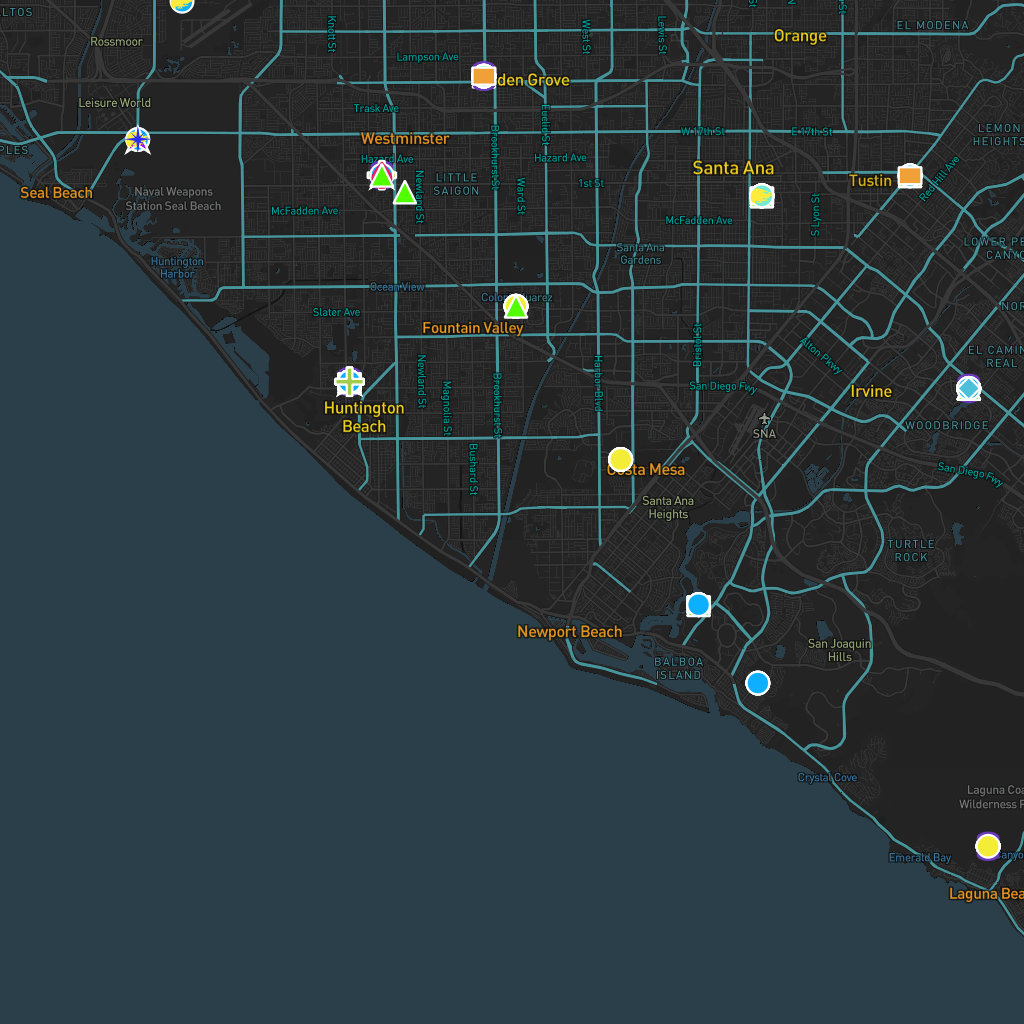 Orange
EL MODENA
Knott St
West St
Lewis St
Rossmoor
Lampson Ave
den Grove
Leisure World
Trask Ave
Westminster
Euclid St
Brookhurst St
W 17th St
E 17th St
LEMON
HEIGHTS
Hazard Ave
Hazard Ave
Santa Ana
Tustin
Red Hill Ave
Seal Beach
Naval Weapons
Station Seal Beach
LITTLE
SAIGON
1st St
Ward St
Newland St
S Lyon St
McFadden Ave
McFadden Ave
Santa Ana
Gardens
LOWER PE
CANYO
Huntington
Harbor
Ocean View
NOR
Slater Ave
Fountain Valley
S Bristol St
Alton Pkwy
EL CAMIN
REAL
Newland St
Magnolia St
Brookhurst St
Harbor Blvd
San Diego Fwy
Irvine
Huntington
Beach
SNA
WOODBRIDGE
Bushard St
Costa Mesa
San Diego Fwy
Santa Ana
Heights
TURTLE
ROCK
Newport Beach
San Joaquin
Hills
BALBOA
ISLAND
Crystal Cove
Laguna Coa
Wilderness P
Emerald Bay
Canyo
Laguna Bea